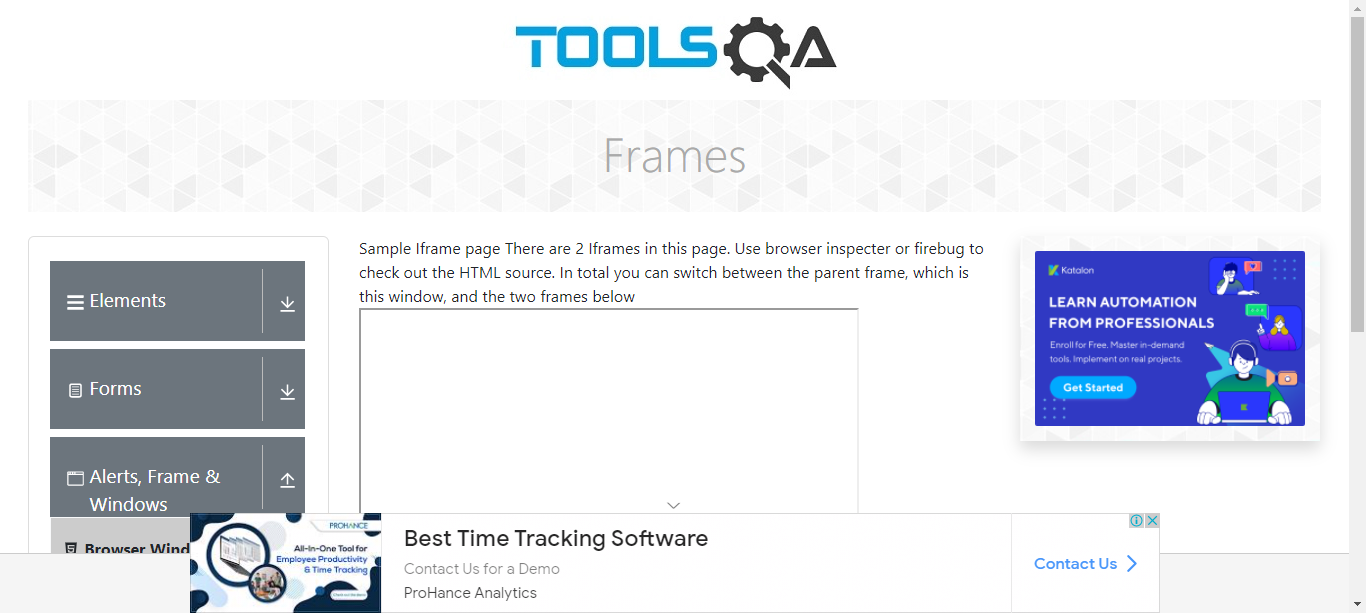 TOOLSQA
Frames
Elements
Forms
Alerts, Frame &
Windows
Browser Wind
Sample Iframe page There are 2 Iframes in this page. Use browser inspecter or firebug to
check out the HTML source. In total you can switch between the parent frame, which is
this window, and the two frames below
Katalon
LEARN AUTOMATION
FROM PROFESSIONALS
Enroll for Free. Master in-demand
tools. Implement on real projects.
Get Started
PROHANCE
All-in-One Tool for
Employee Productivity
& Time Tracking
Best Time Tracking Software
Contact Us for a Demo
ProHance Analytics
Contact Us